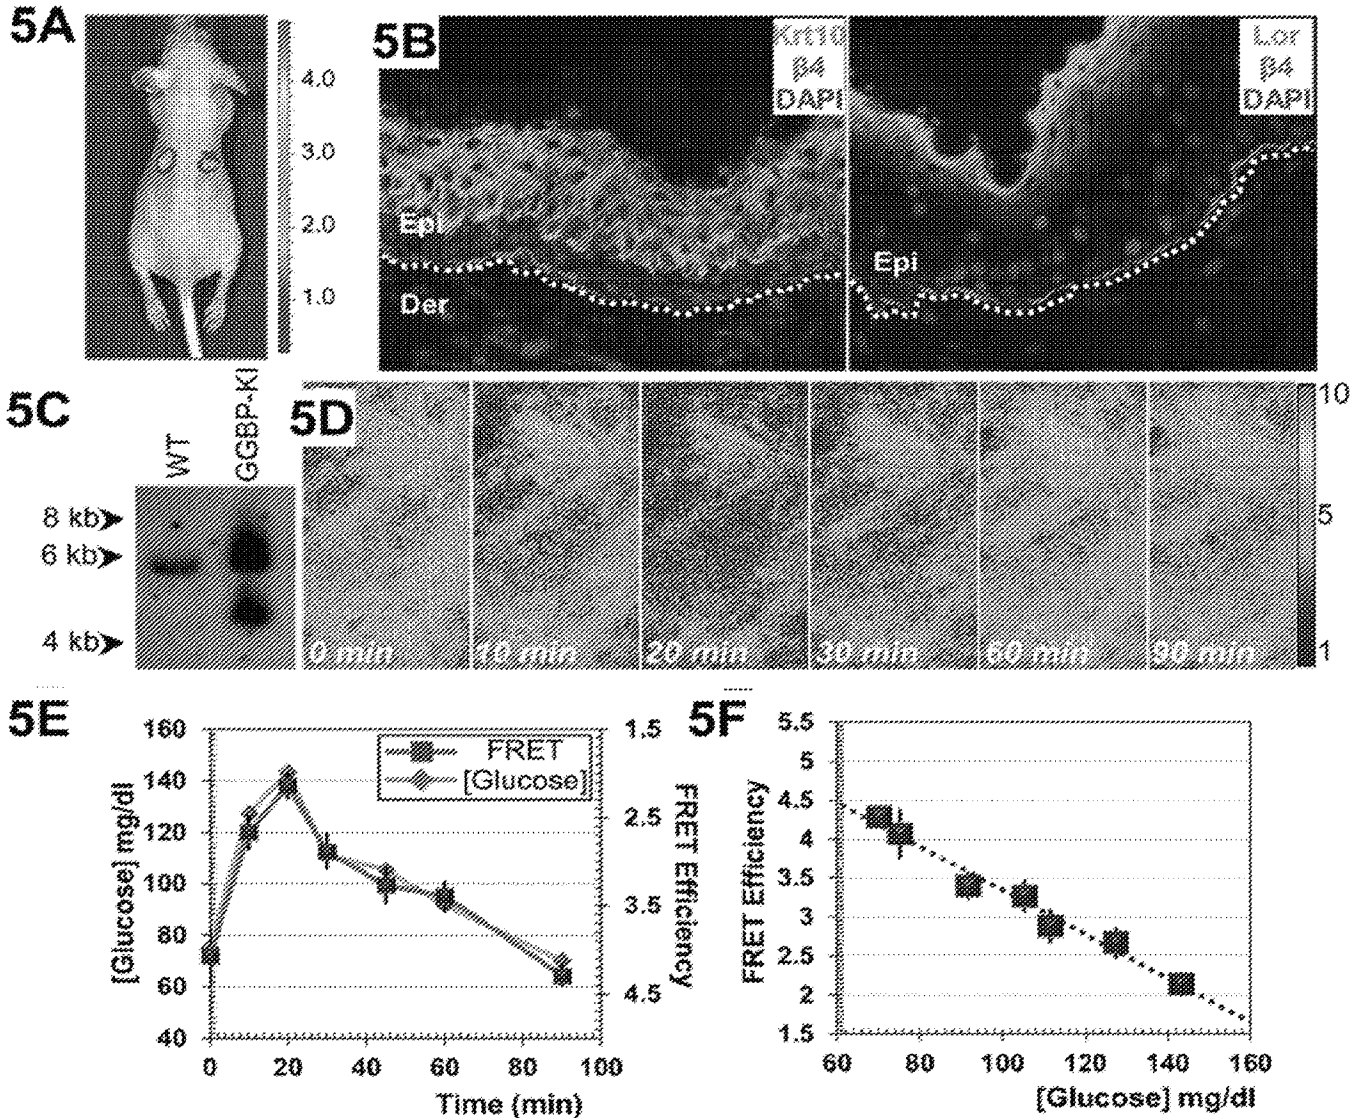 5A
4.0
3.0
2.0
1.0
5B
Krt10
β4
DAPI
Epi
Der
Lor
β4
DAPI
Epi
5C
WT
GGBP-KI
8 kb
6 kb
4 kb
5D
0 min
10 min
20 min
30 min
60 min
90 min
10
5
1
5E
[Glucose] mg/dl
160
140
120
100
80
60
40
FRET
[Glucose]
1.5
2.5
3.5
4.5
FRET Efficiency
0
20
40
60
80
100
Time (min)
5F
FRET Efficiency
5.5
5
4.5
4
3.5
3
2.5
2
1.5
60
80
100
120
140
160
[Glucose] mg/dl